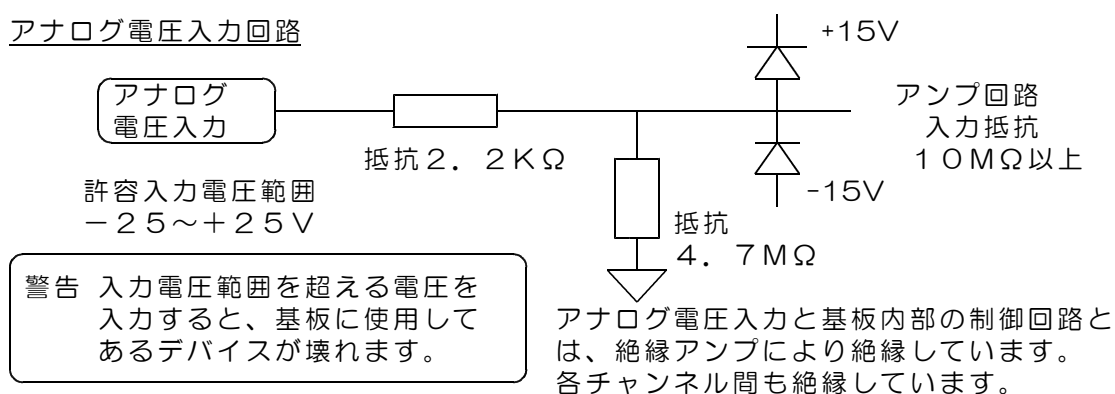 アナログ電圧入力回路
+15V
アナログ
電圧入力
アンプ回路
入力抵抗
10MΩ以上
抵抗2.2KΩ
-15V
許容入力電圧範囲
-25~+25V
抵抗
4.7MΩ
警告 入力電圧範囲を超える電圧を
入力すると、基板に使用して
あるデバイスが壊れます。
アナログ電圧入力と基板内部の制御回路と
は、絶縁アンプにより絶縁しています。
各チャンネル間も絶縁しています。